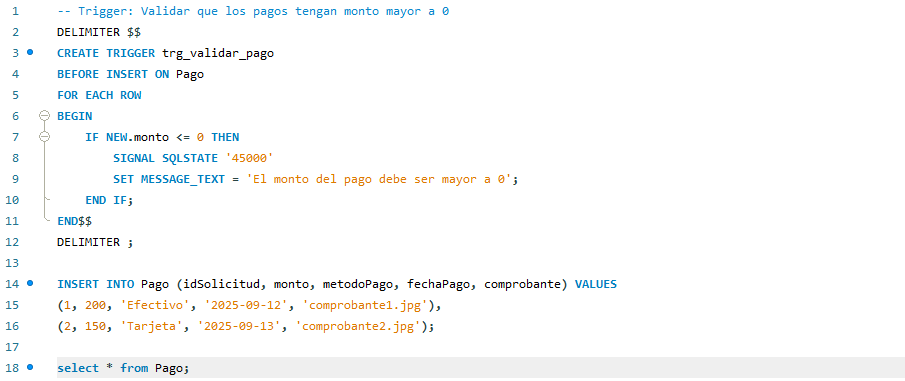 1 -- Trigger: Validar que los pagos tengan monto mayor a 0
2 DELIMITER $$
3 CREATE TRIGGER trg_validar_pago
4 BEFORE INSERT ON Pago
5 FOR EACH ROW
6 BEGIN
7 IF NEW.monto <= 0 THEN
8 SIGNAL SQLSTATE '45000'
9 SET MESSAGE_TEXT = 'El monto del pago debe ser mayor a 0';
10 END IF;
11 END$$
12 DELIMITER ;
13
14 INSERT INTO Pago (idSolicitud, monto, metodoPago, fechaPago, comprobante) VALUES
15 (1, 200, 'Efectivo', '2025-09-12', 'comprobante1.jpg'),
16 (2, 150, 'Tarjeta', '2025-09-13', 'comprobante2.jpg');
17
18 select * from Pago;